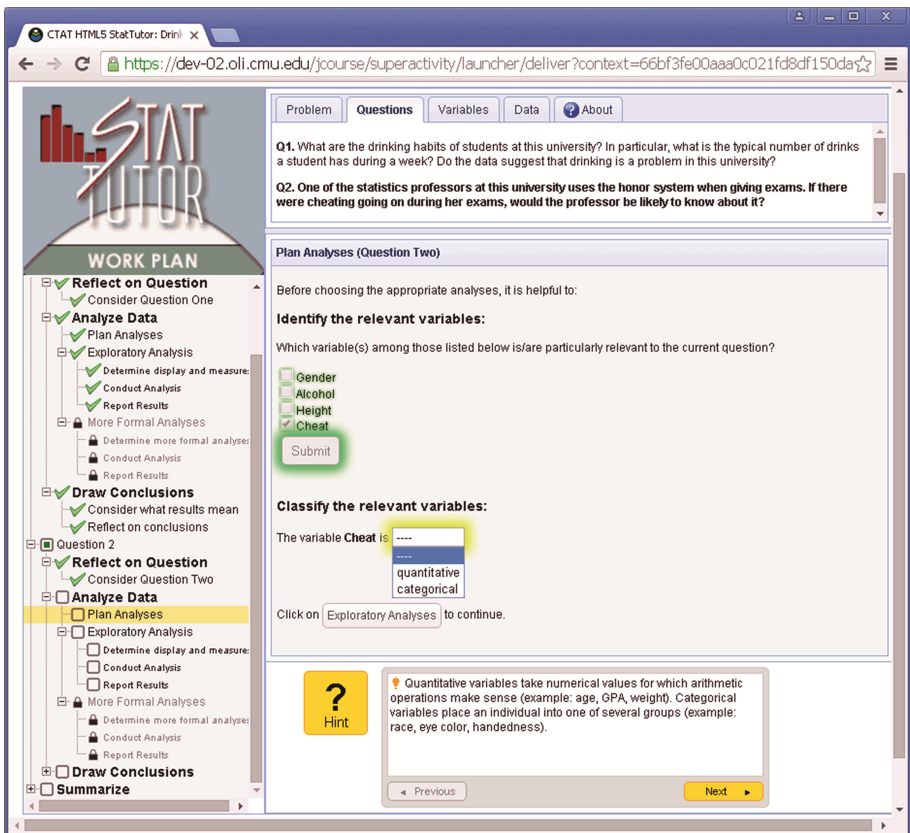 CTAT HTML5 StatTutor: Drink
https://dev-02.oli.cmu.edu/jcourse/superactivity/launcher/deliver?context=66bf3fe00aaa0c021fd8df150da
STAT
TUTOR
WORK PLAN
Reflect on Question
Consider Question One
Analyze Data
Plan Analyses
Exploratory Analysis
Determine display and measure
Conduct Analysis
Report Results
More Formal Analyses
Determine more formal analyses
Conduct Analysis
Report Results
Draw Conclusions
Consider what results mean
Reflect on conclusions
Question 2
Reflect on Question
Consider Question Two
Analyze Data
Plan Analyses
Exploratory Analysis
Determine display and measure
Conduct Analysis
Report Results
More Formal Analyses
Determine more formal analyses
Conduct Analysis
Report Results
Draw Conclusions
Summarize
Problem Questions Variables Data ? About
Q1. What are the drinking habits of students at this university? In particular, what is the typical number of drinks
a student has during a week? Do the data suggest that drinking is a problem in this university?
Q2. One of the statistics professors at this university uses the honor system when giving exams. If there
were cheating going on during her exams, would the professor be likely to know about it?
Plan Analyses (Question Two)
Before choosing the appropriate analyses, it is helpful to:
Identify the relevant variables:
Which variable(s) among those listed below is/are particularly relevant to the current question?
Gender
Alcohol
Height
Cheat
Submit
Classify the relevant variables:
The variable Cheat is ----
----
quantitative
categorical
Click on Exploratory Analyses to continue.
?
Hint
Quantitative variables take numerical values for which arithmetic
operations make sense (example: age, GPA, weight). Categorical
variables place an individual into one of several groups (example:
race, eye color, handedness).
Previous Next